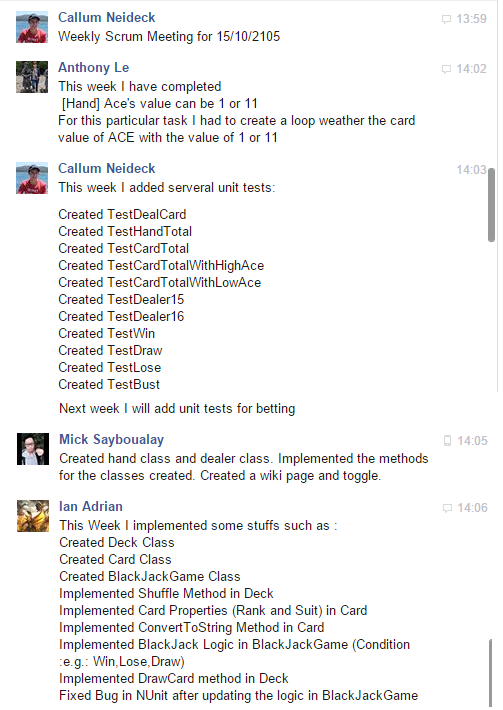 Callum Neideck 13:59
Weekly Scrum Meeting for 15/10/2105
Anthony Le 14:02
This week I have completed
[Hand] Ace's value can be 1 or 11
For this particular task I had to create a loop weather the card
value of ACE with the value of 1 or 11
Callum Neideck 14:03
This week I added serveral unit tests:
Created TestDealCard
Created TestHandTotal
Created TestCardTotal
Created TestCardTotalWithHighAce
Created TestCardTotalWithLowAce
Created TestDealer15
Created TestDealer16
Created TestWin
Created TestDraw
Created TestLose
Created TestBust
Next week I will add unit tests for betting
Mick Sayboualay 14:05
Created hand class and dealer class. Implemented the methods
for the classes created. Created a wiki page and toggle.
Ian Adrian 14:06
This Week I implemented some stuffs such as :
Created Deck Class
Created Card Class
Created BlackJackGame Class
Implemented Shuffle Method in Deck
Implemented Card Properties (Rank and Suit) in Card
Implemented ConvertToString Method in Card
Implemented BlackJack Logic in BlackJackGame (Condition
:e.g.: Win,Lose,Draw)
Implemented DrawCard method in Deck
Fixed Bug in NUnit after updating the logic in BlackJackGame